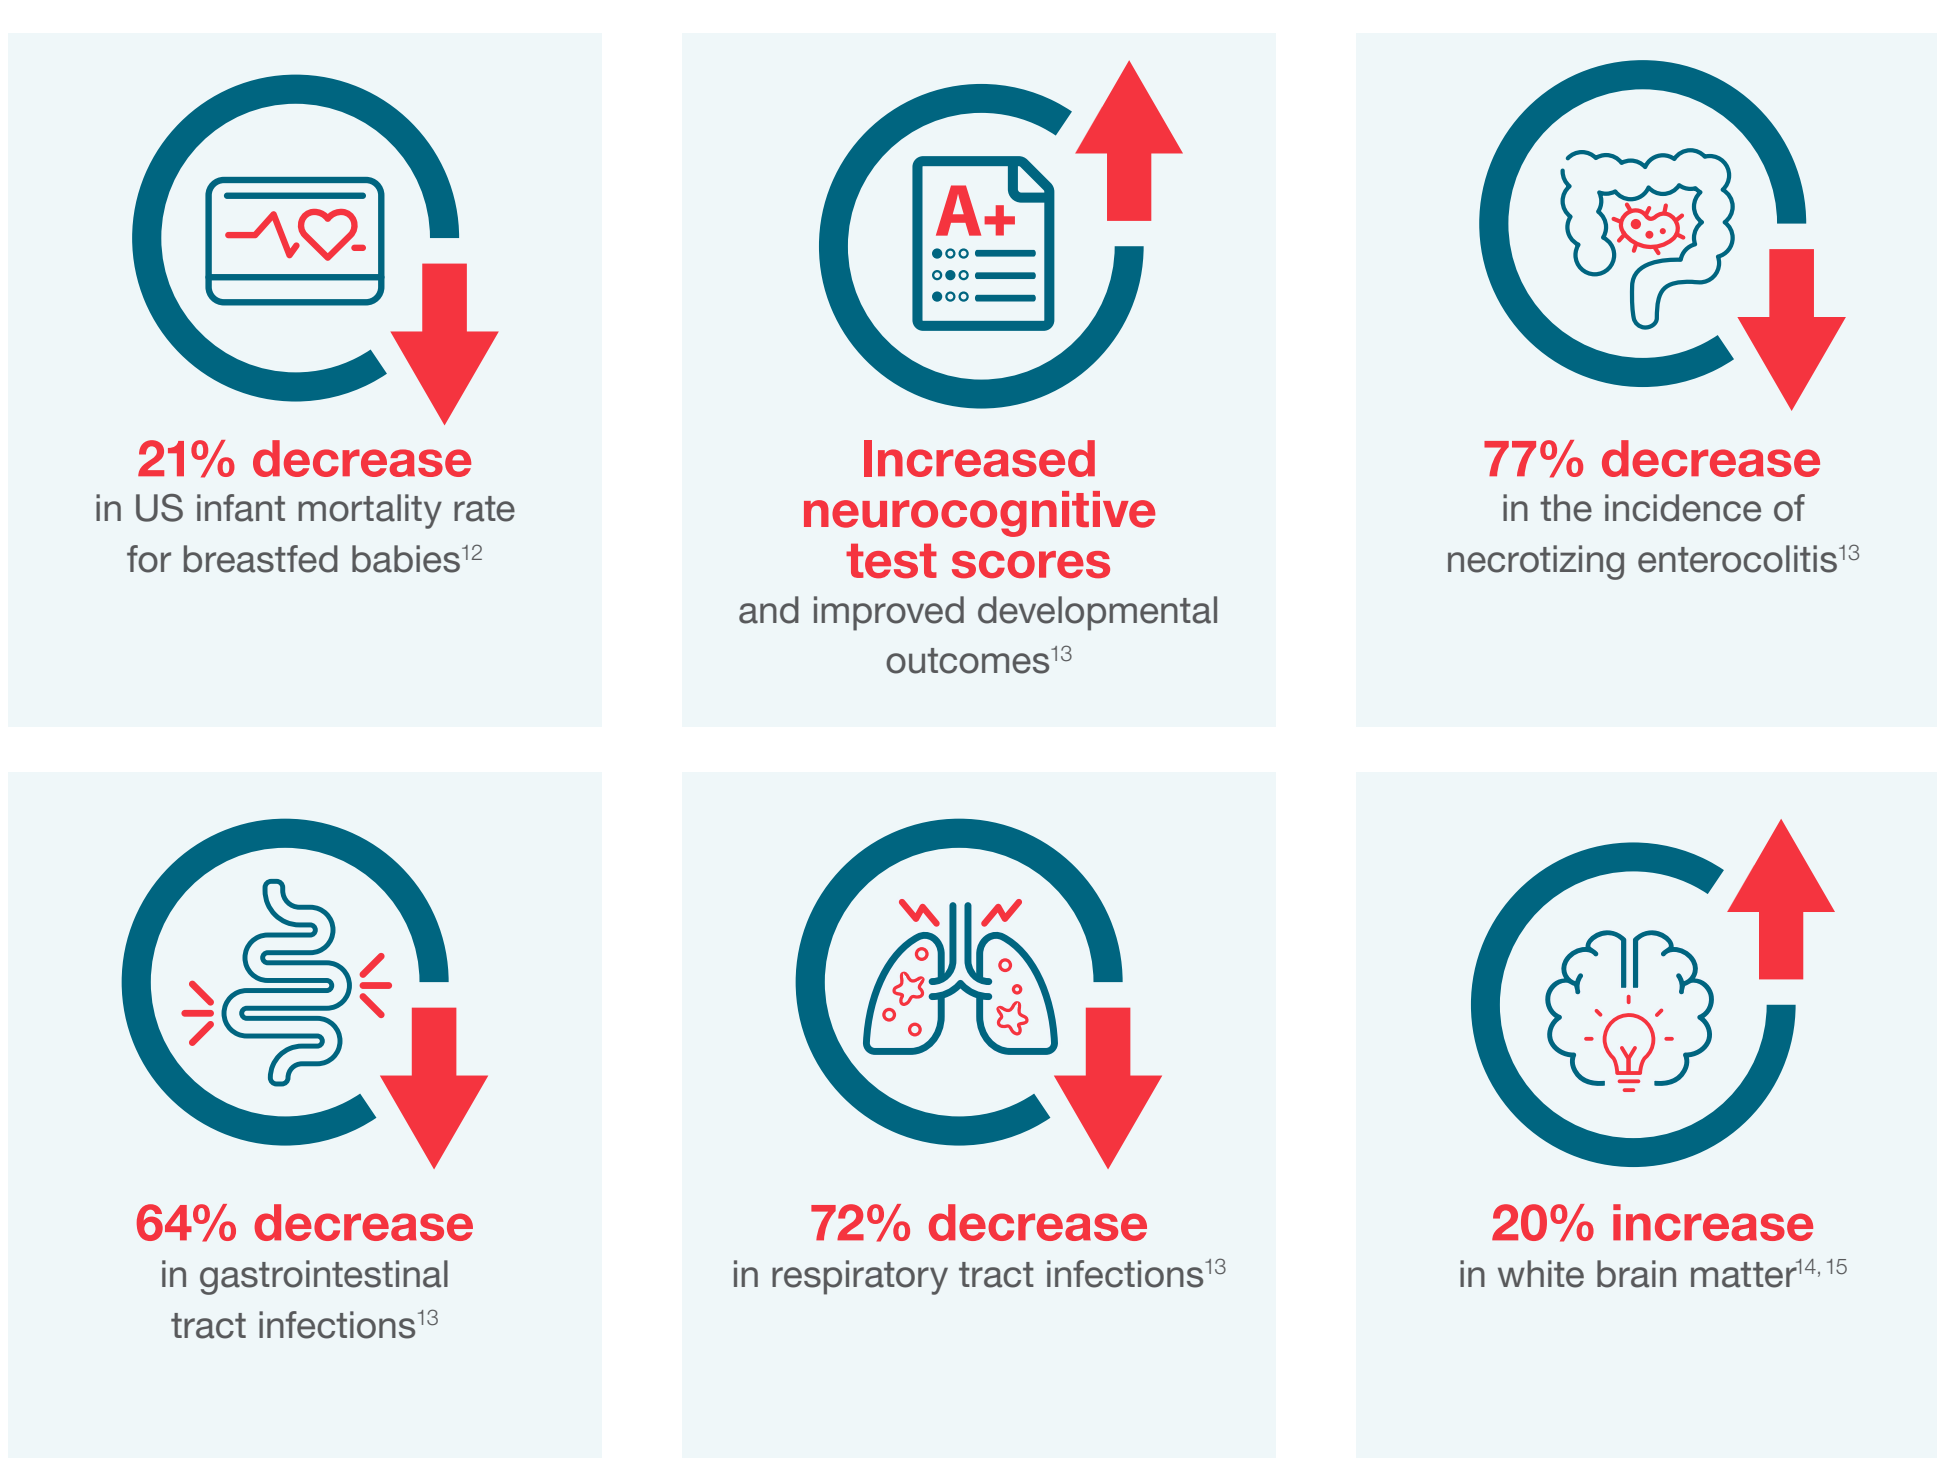 A+
21% decrease
in US infant mortality rate
for breastfed babies12
Increased
neurocognitive
test scores
and improved developmental
outcomes13
77% decrease
in the incidence of
necrotizing enterocolitis13
64% decrease
in gastrointestinal
tract infections13
72% decrease
in respiratory tract infections13
20% increase
in white brain matter14, 15